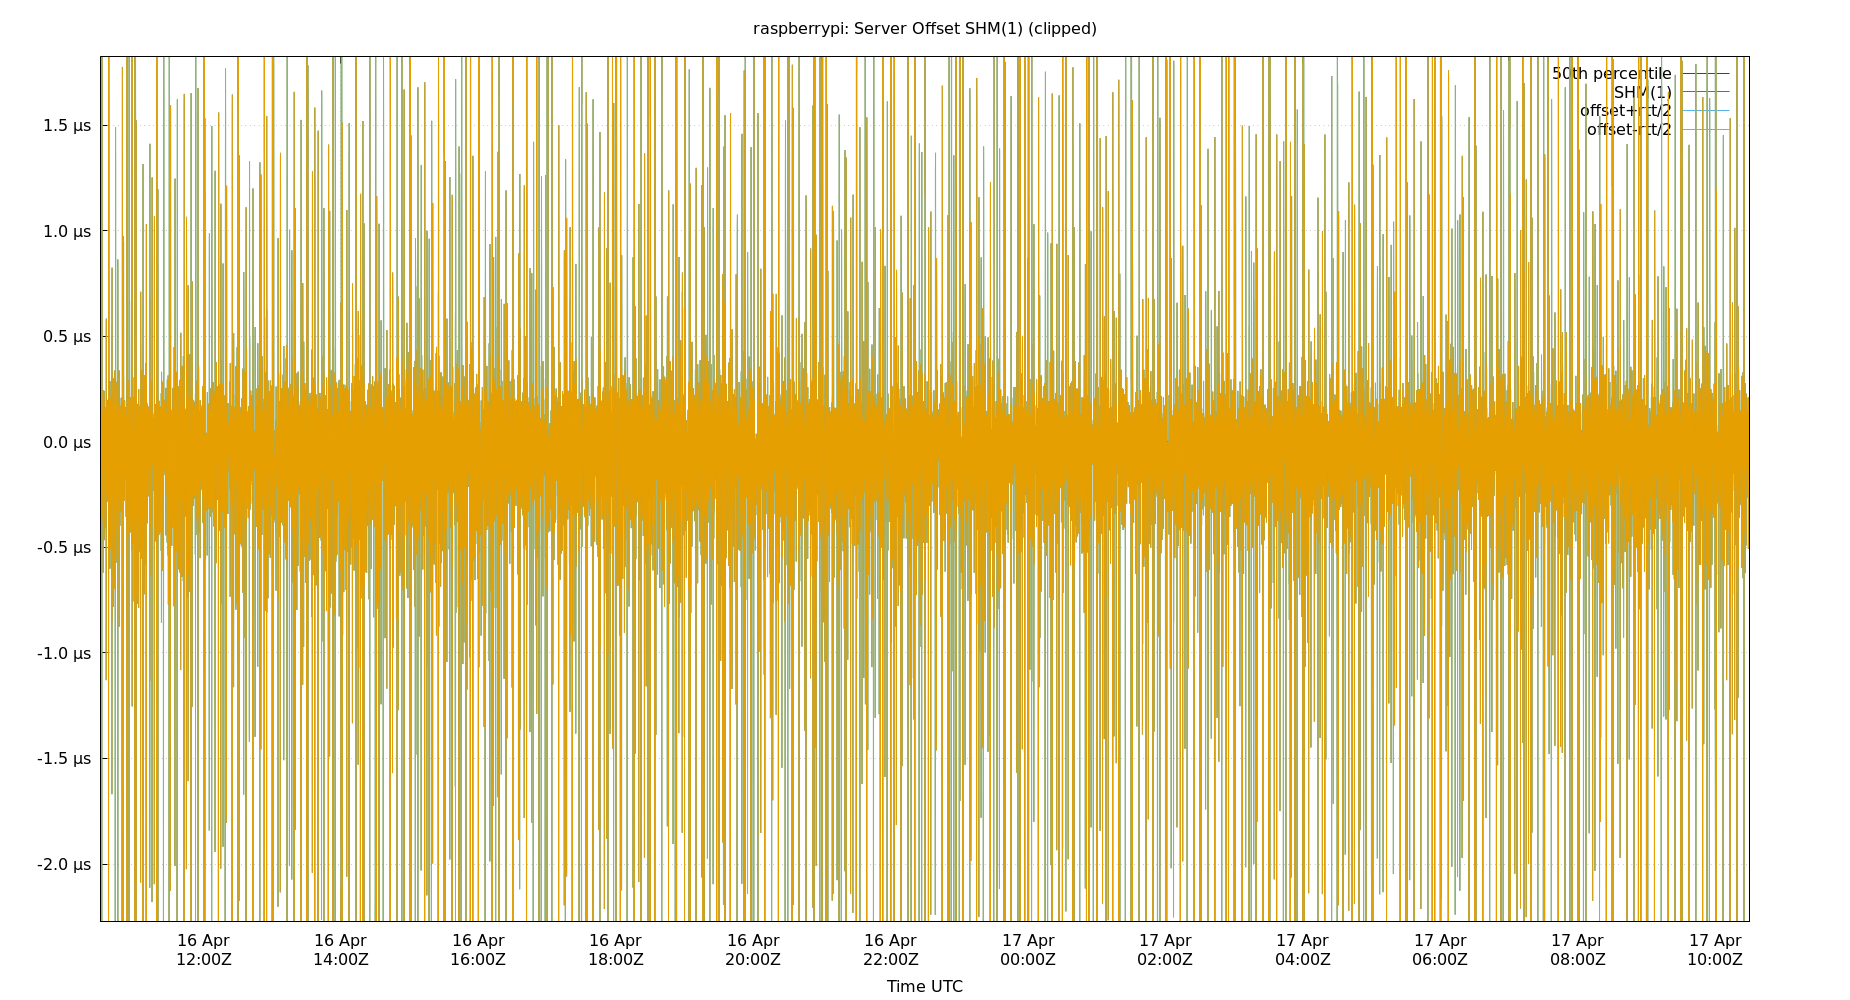 raspberrypi: Server Offset SHM(1) (clipped)
50th percentile
SHM(1)
offset+rtt/2
offset-rtt/2
1.5 µs
1.0 µs
0.5 µs
0.0 µs
-0.5 µs
-1.0 µs
-1.5 µs
-2.0 µs
16 Apr 16 Apr 16 Apr 16 Apr 16 Apr 16 Apr 17 Apr 17 Apr 17 Apr 17 Apr 17 Apr 17 Apr
12:00Z 14:00Z 16:00Z 18:00Z 20:00Z 22:00Z 00:00Z 02:00Z 04:00Z 06:00Z 08:00Z 10:00Z
Time UTC